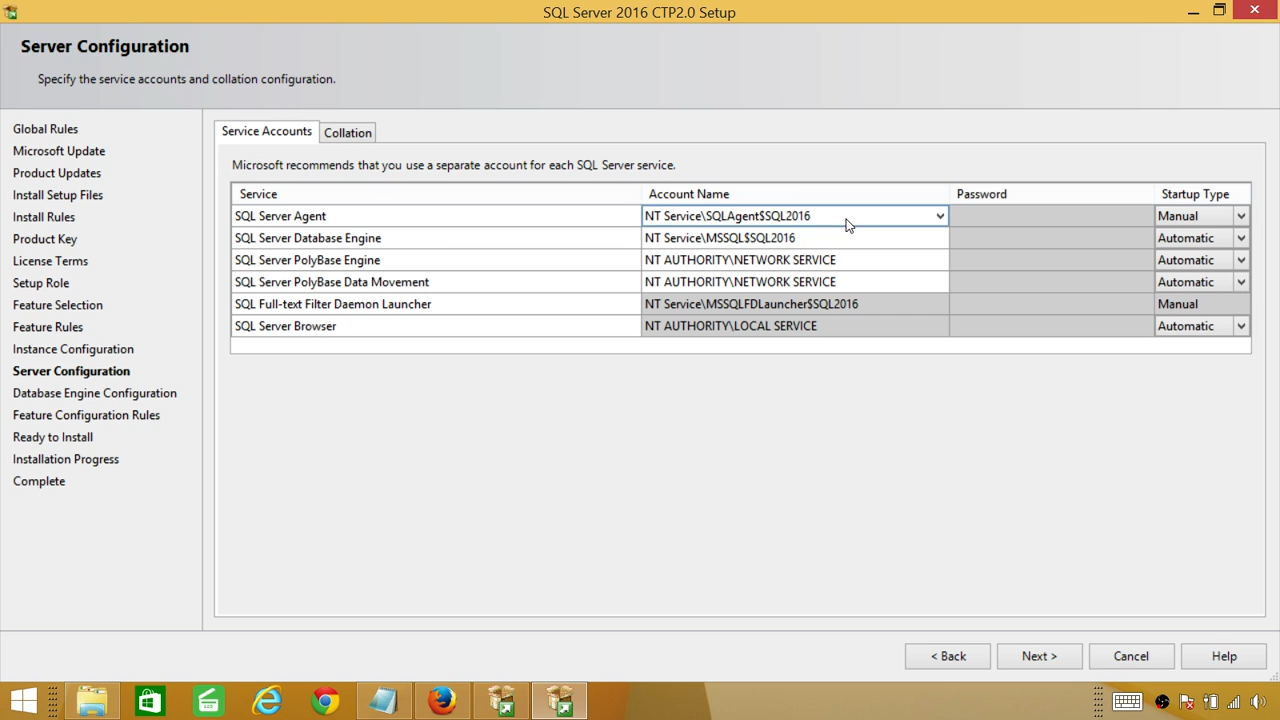 SQL Server 2016 CTP2.0 Setup
Server Configuration
Specify the service accounts and collation configuration.
Global Rules
Microsoft Update
Product Updates
Install Setup Files
Install Rules
Product Key
License Terms
Setup Role
Feature Selection
Feature Rules
Instance Configuration
Server Configuration
Database Engine Configuration
Feature Configuration Rules
Ready to Install
Installation Progress
Complete
Service Accounts Collation
Microsoft recommends that you use a separate account for each SQL Server service.
Service Account Name Password Startup Type
SQL Server Agent NT Service\SQLAgent$SQL2016 Manual
SQL Server Database Engine NT Service\MSSQL$SQL2016 Automatic
SQL Server PolyBase Engine NT AUTHORITY\NETWORK SERVICE Automatic
SQL Server PolyBase Data Movement NT AUTHORITY\NETWORK SERVICE Automatic
SQL Full-text Filter Daemon Launcher NT Service\MSSQLFDLauncher$SQL2016 Manual
SQL Server Browser NT AUTHORITY\LOCAL SERVICE Automatic
< Back Next > Cancel Help